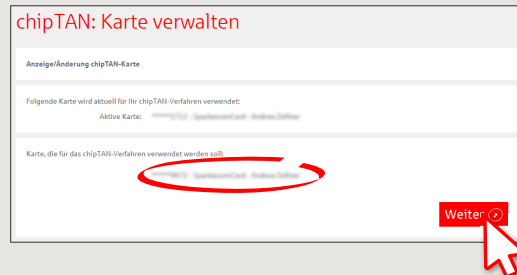 chipTAN: Karte verwalten
Anzeige/Änderung chipTAN-Karte
Folgende Karte wird aktuell für Ihr chipTAN-Verfahren verwendet:
Aktive Karte:
Karte, die für das chipTAN-Verfahren verwendet werden soll:
Weiter